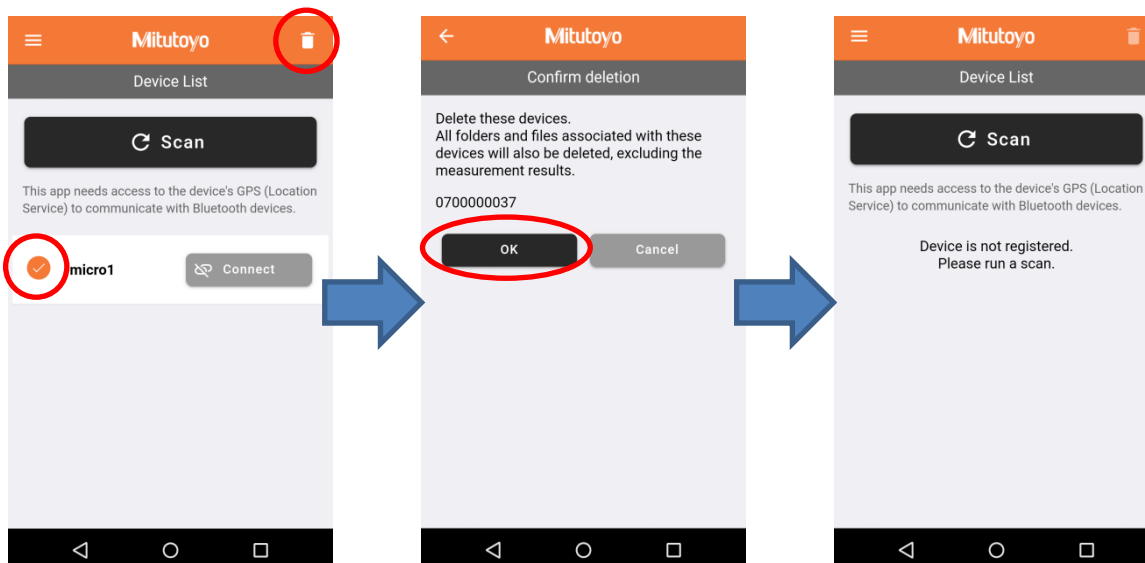 Mitutoyo
Device List
Scan
This app needs access to the device's GPS (Location
Service) to communicate with Bluetooth devices.
micro1
Connect
Mitutoyo
Confirm deletion
Delete these devices.
All folders and files associated with these
devices will also be deleted, excluding the
measurement results.
0700000037
OK
Cancel
Mitutoyo
Device List
Scan
This app needs access to the device's GPS (Location
Service) to communicate with Bluetooth devices.
Device is not registered.
Please run a scan.